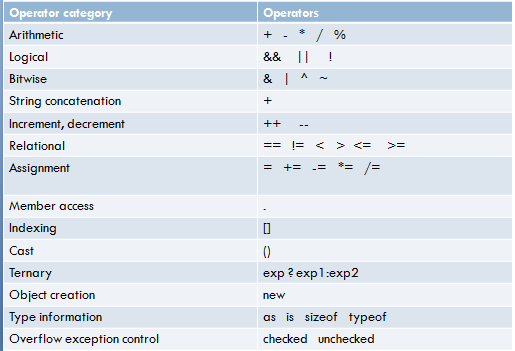 Operator category Operators
Arithmetic + - * / %
Logical && || !
Bitwise & | ^ ~
String concatenation +
Increment, decrement ++ --
Relational == != < > <= >=
Assignment = += -= *= /=
Member access .
Indexing []
Cast ()
Ternary exp ? exp1:exp2
Object creation new
Type information as is sizeof typeof
Overflow exception control checked unchecked